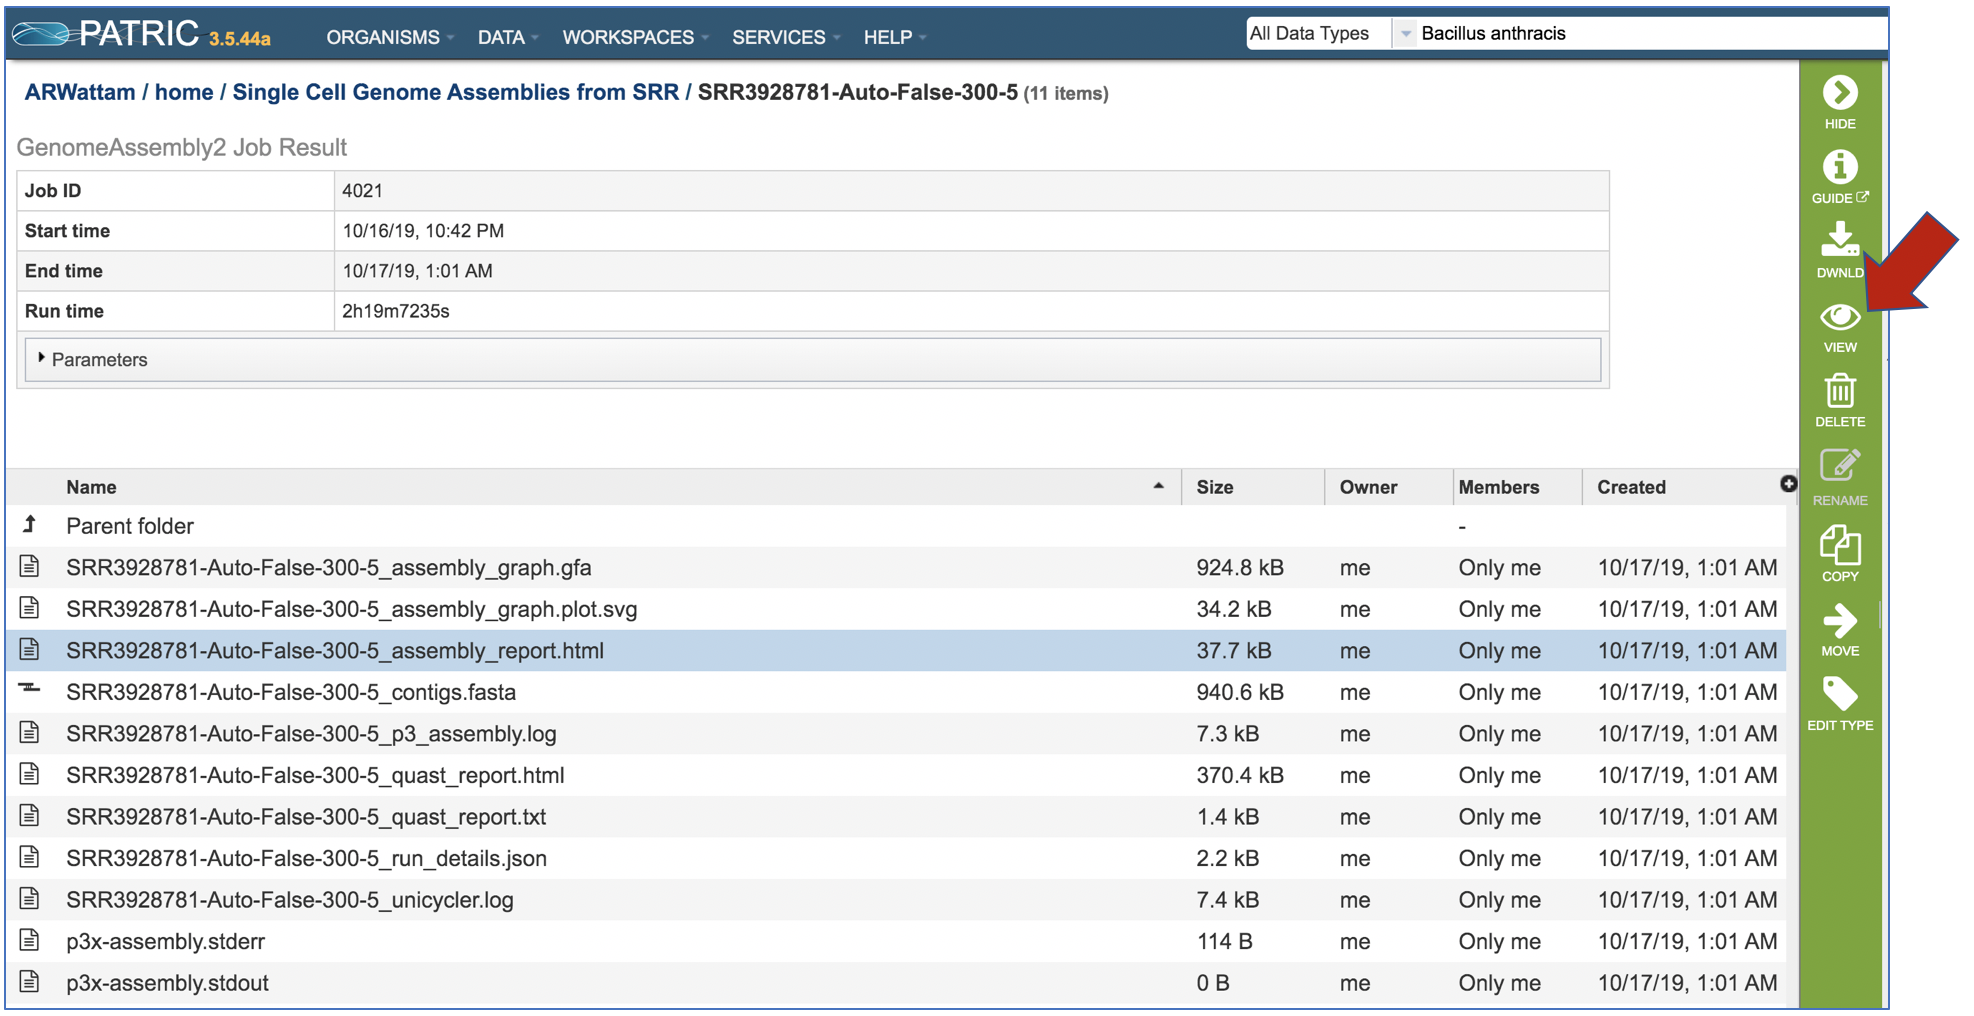 PATRIC 3.5.44a ORGANISMS DATA WORKSPACES SERVICES HELP All Data Types Bacillus anthracis
ARWattam / home / Single Cell Genome Assemblies from SRR / SRR3928781-Auto-False-300-5 (11 items)
GenomeAssembly2 Job Result
Job ID 4021
Start time 10/16/19, 10:42 PM
End time 10/17/19, 1:01 AM
Run time 2h19m7235s
Parameters
Name Size Owner Members Created
Parent folder -
SRR3928781-Auto-False-300-5_assembly_graph.gfa 924.8 kB me Only me 10/17/19, 1:01 AM
SRR3928781-Auto-False-300-5_assembly_graph.plot.svg 34.2 kB me Only me 10/17/19, 1:01 AM
SRR3928781-Auto-False-300-5_assembly_report.html 37.7 kB me Only me 10/17/19, 1:01 AM
SRR3928781-Auto-False-300-5_contigs.fasta 940.6 kB me Only me 10/17/19, 1:01 AM
SRR3928781-Auto-False-300-5_p3_assembly.log 7.3 kB me Only me 10/17/19, 1:01 AM
SRR3928781-Auto-False-300-5_quast_report.html 370.4 kB me Only me 10/17/19, 1:01 AM
SRR3928781-Auto-False-300-5_quast_report.txt 1.4 kB me Only me 10/17/19, 1:01 AM
SRR3928781-Auto-False-300-5_run_details.json 2.2 kB me Only me 10/17/19, 1:01 AM
SRR3928781-Auto-False-300-5_unicycler.log 7.4 kB me Only me 10/17/19, 1:01 AM
p3x-assembly.stderr 114 B me Only me 10/17/19, 1:01 AM
p3x-assembly.stdout 0 B me Only me 10/17/19, 1:01 AM
HIDE
GUIDE
DWNLD
VIEW
DELETE
RENAME
COPY
MOVE
EDIT TYPE